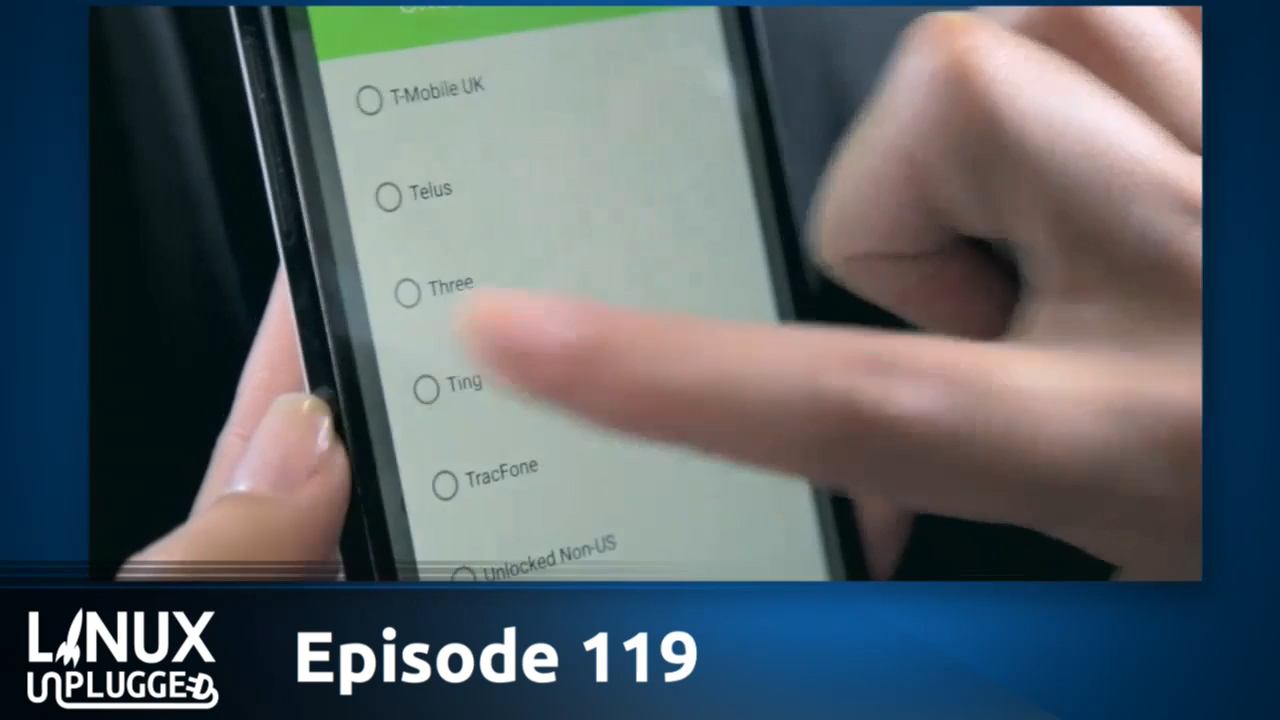 T-Mobile UK
Telus
Three
Ting
TracFone
Unlocked Non-US
LINUX
UNPLUGGED
Episode 119